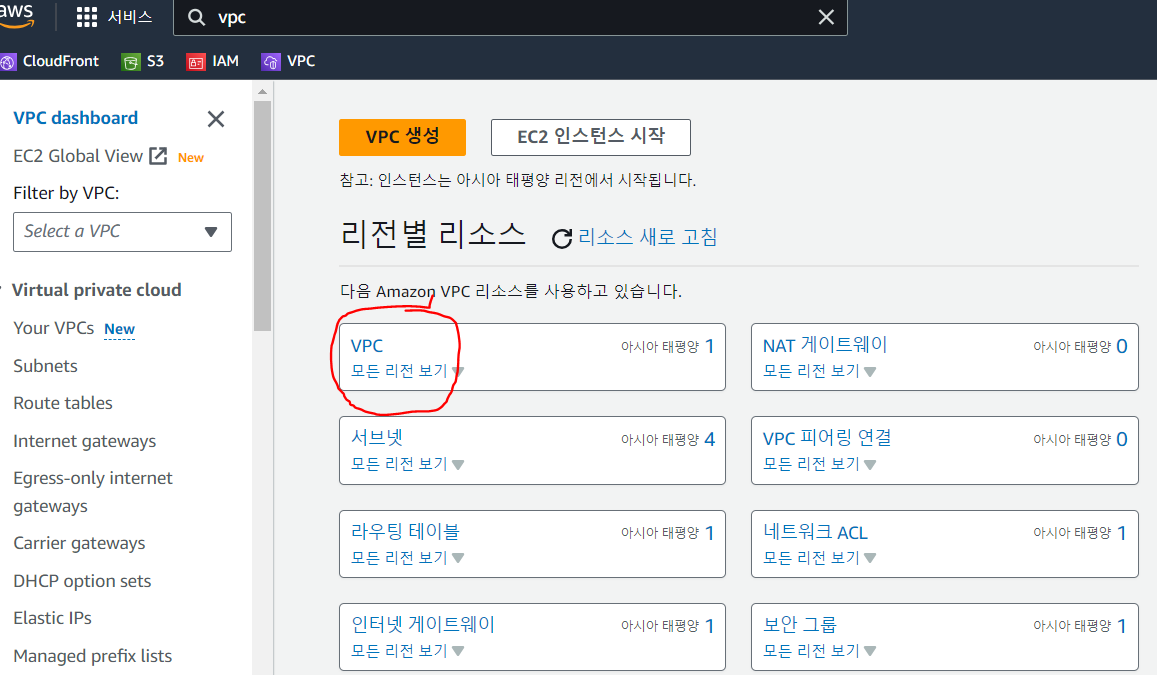 aws
서비스
vpc
CloudFront
S3
IAM
VPC
VPC dashboard
EC2 Global View New
Filter by VPC:
Select a VPC
Virtual private cloud
Your VPCs New
Subnets
Route tables
Internet gateways
Egress-only internet
gateways
Carrier gateways
DHCP option sets
Elastic IPs
Managed prefix lists
VPC 생성
EC2 인스턴스 시작
참고: 인스턴스는 아시아 태평양 리전에서 시작됩니다.
리전별 리소스
리소스 새로 고침
다음 Amazon VPC 리소스를 사용하고 있습니다.
VPC 아시아 태평양 1
모든 리전 보기
NAT 게이트웨이 아시아 태평양 0
모든 리전 보기
서브넷 아시아 태평양 4
모든 리전 보기
VPC 피어링 연결 아시아 태평양 0
모든 리전 보기
라우팅 테이블 아시아 태평양 1
모든 리전 보기
네트워크 ACL 아시아 태평양 1
모든 리전 보기
인터넷 게이트웨이 아시아 태평양 1
모든 리전 보기
보안 그룹 아시아 태평양 1
모든 리전 보기